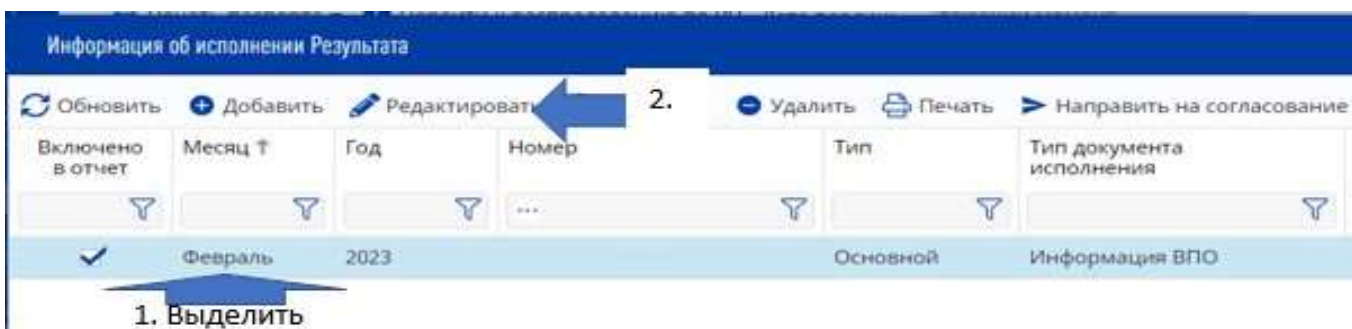 Информация об исполнении Результата
Обновить Добавить Редактировать 2. Удалить Печать Направить на согласование
Включено в отчет Месяц ↑ Год Номер Тип Тип документа исполнения
...
Февраль 2023 Основной Информация ВПО
1. Выделить